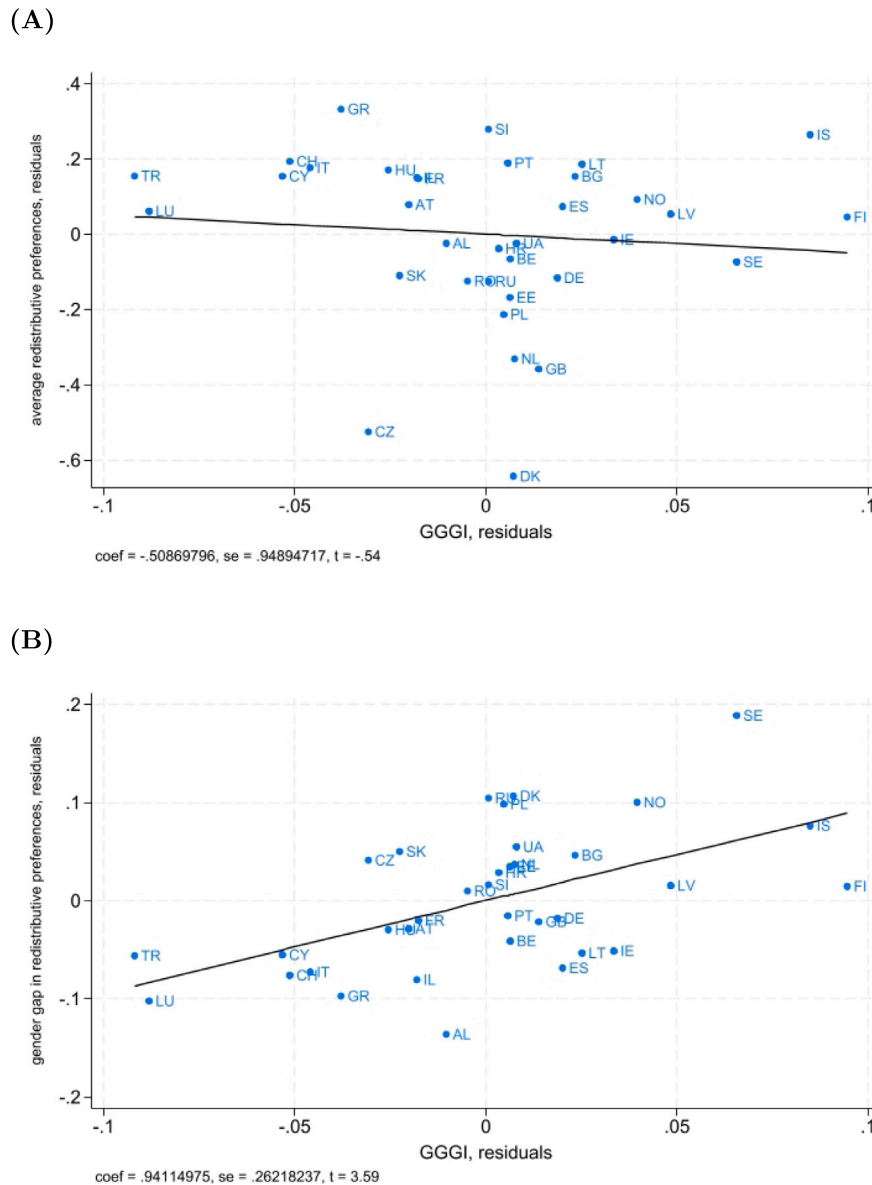 (A)
average redistributive preferences, residuals
.4
.2
0
-.2
-.4
-.6
GR
SI
IS
CH
IT
PT
LT
TR
CY
HU
FR
BG
LU
AT
ES
NO
LV
FI
AL
HR
UA
IE
BE
SE
SK
RO
RU
DE
EE
PL
NL
GB
CZ
DK
-.1
-.05
0
.05
.1
GGGI, residuals
coef = -.50869796, se = .94894717, t = -.54
(B)
gender gap in redistributive preferences, residuals
.2
.1
0
-.1
-.2
SE
RU
DK
PL
NO
IS
SK
CZ
UA
BG
NL
HR
SI
RO
LV
FI
FR
HU
AT
PT
GB
DE
TR
CY
BE
LT
IE
CH
IT
IL
ES
LU
GR
AL
-.1
-.05
0
.05
.1
GGGI, residuals
coef = .94114975, se = .26218237, t = 3.59